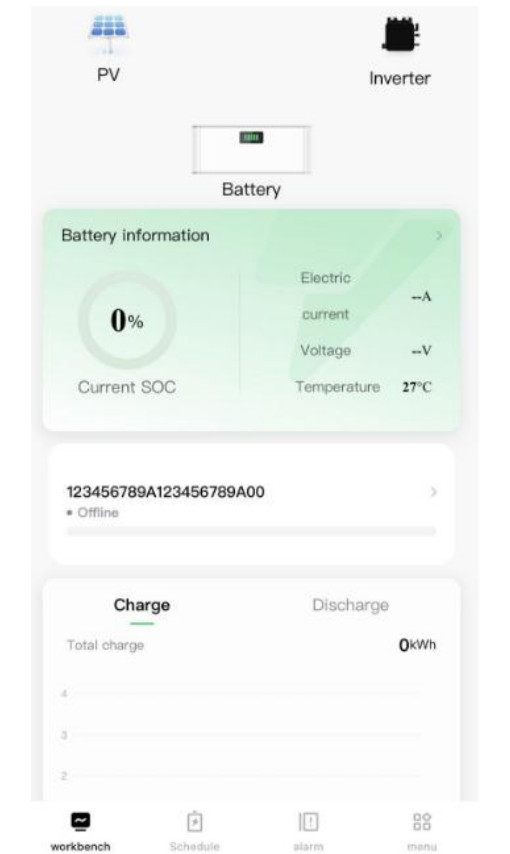 PV
Inverter
Battery
Battery information
0%
Current SOC
Electric
current
--A
Voltage
--V
Temperature
27°C
123456789A123456789A00
Offline
Charge
Discharge
Total charge
0kWh
4
3
2
workbench
Schedule
alarm
menu